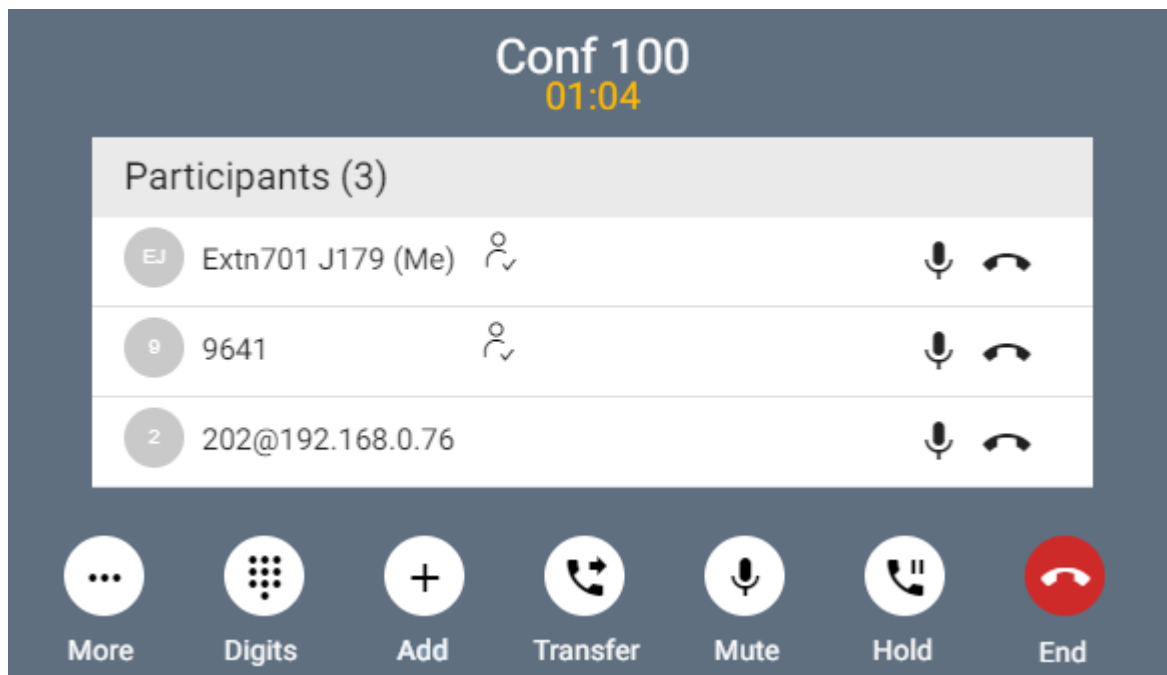 Conf 100
01:04
Participants (3)
EJ Extn701 J179 (Me)
9 9641
2 202@192.168.0.76
More Digits Add Transfer Mute Hold End